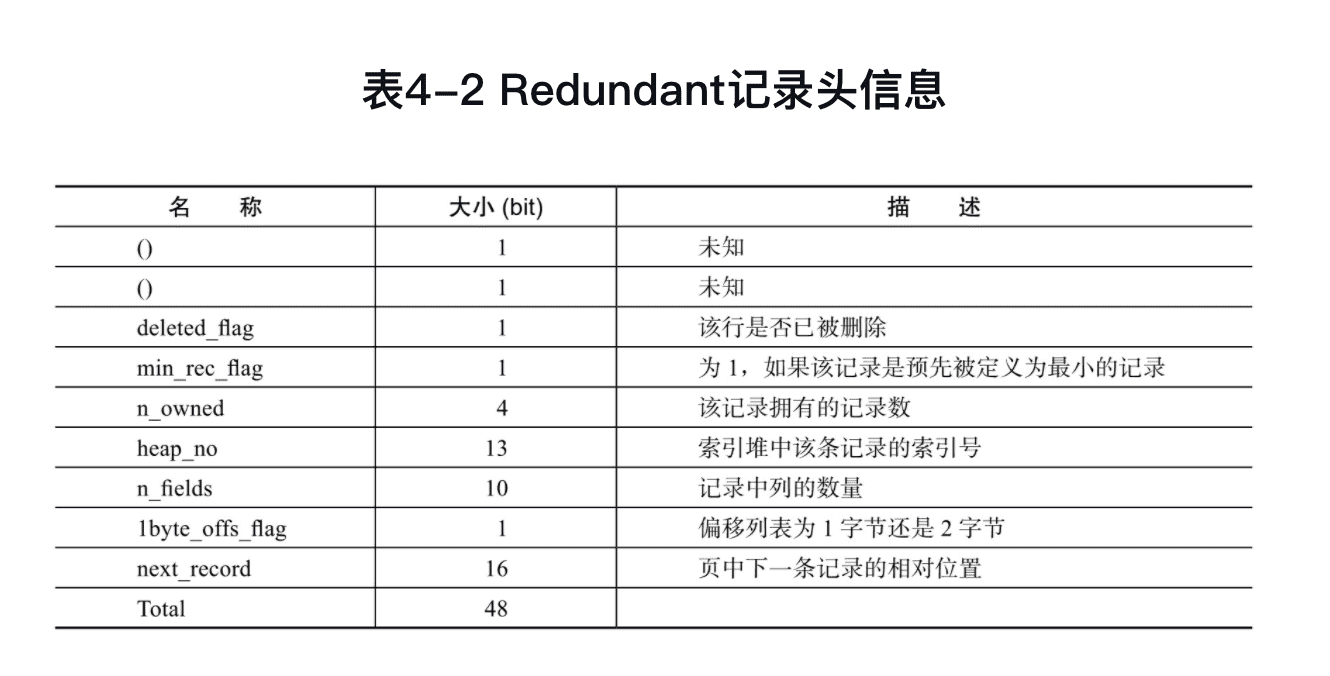 表4-2 Redundant记录头信息
名 称 大小 (bit) 描 述
() 1 未知
() 1 未知
deleted_flag 1 该行是否已被删除
min_rec_flag 1 为 1，如果该记录是预先被定义为最小的记录
n_owned 4 该记录拥有的记录数
heap_no 13 索引堆中该条记录的索引号
n_fields 10 记录中列的数量
1byte_offs_flag 1 偏移列表为 1 字节还是 2 字节
next_record 16 页中下一条记录的相对位置
Total 48